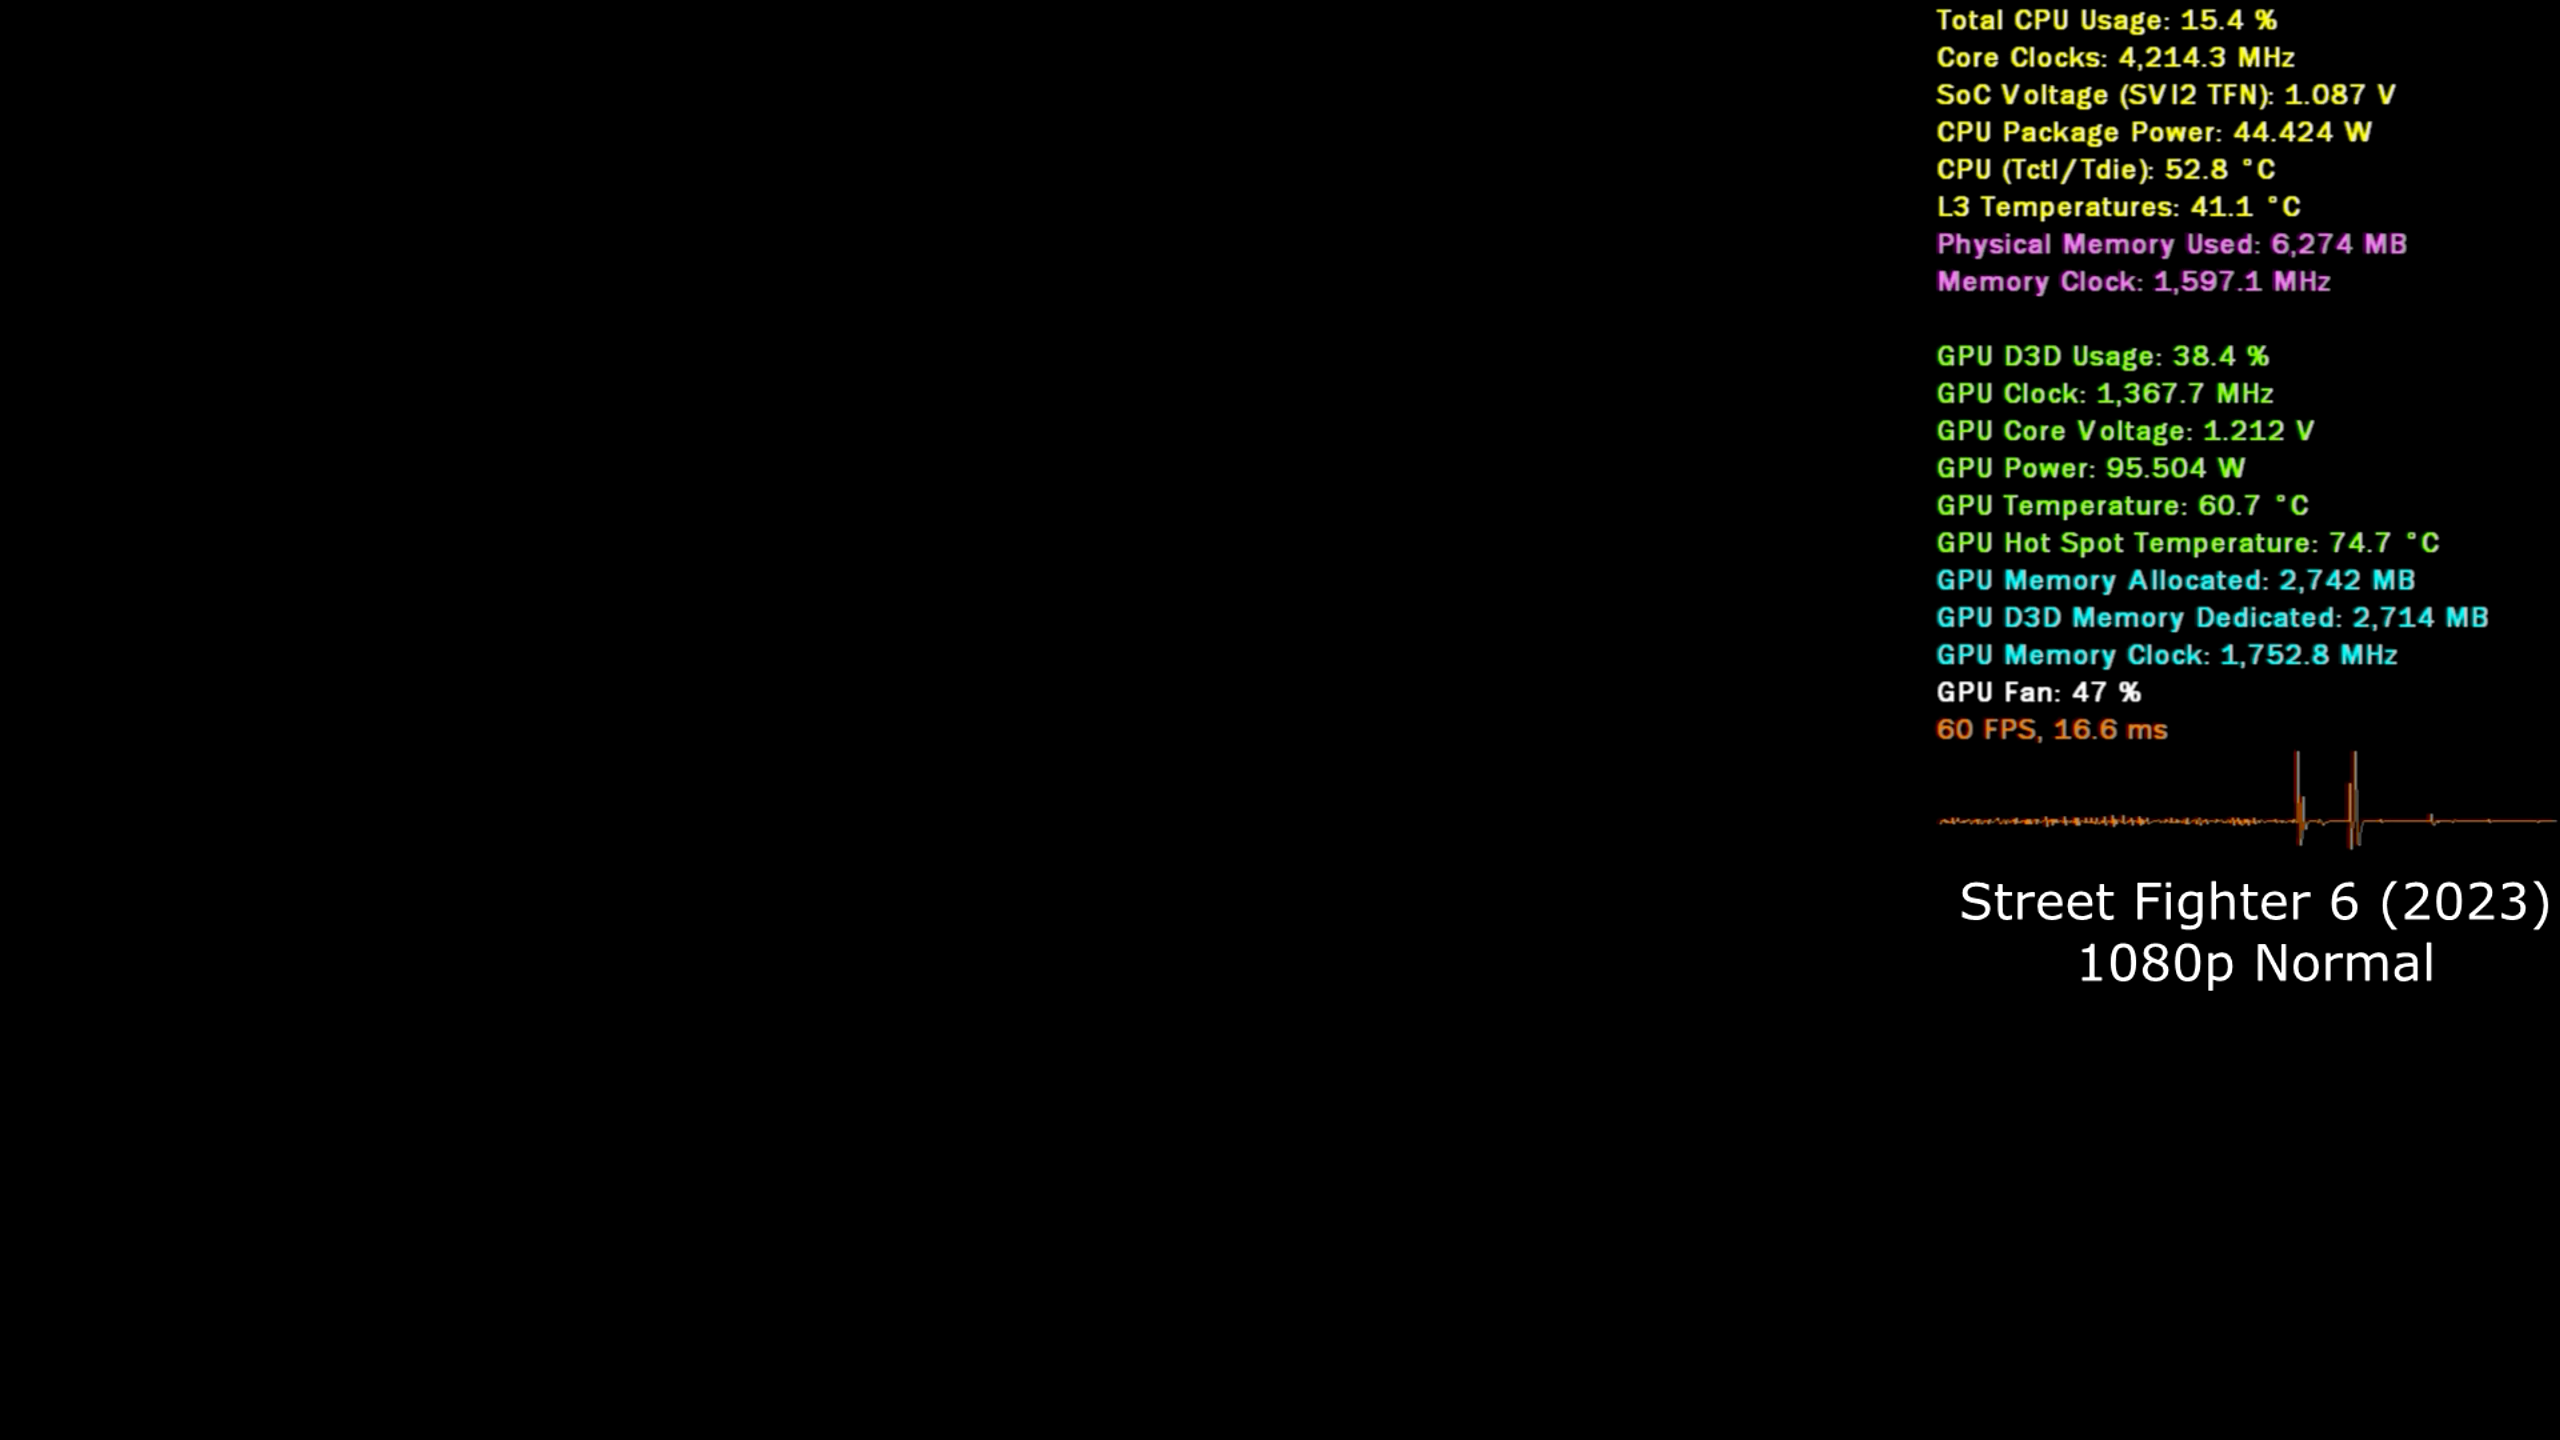 Total CPU Usage: 15.4 %
Core Clocks: 4,214.3 MHz
SoC Voltage (SVI2 TFN): 1.087 V
CPU Package Power: 44.424 W
CPU (Tctl/Tdie): 52.8 °C
L3 Temperatures: 41.1 °C
Physical Memory Used: 6,274 MB
Memory Clock: 1,597.1 MHz
GPU D3D Usage: 38.4 %
GPU Clock: 1,367.7 MHz
GPU Core Voltage: 1.212 V
GPU Power: 95.504 W
GPU Temperature: 60.7 °C
GPU Hot Spot Temperature: 74.7 °C
GPU Memory Allocated: 2,742 MB
GPU D3D Memory Dedicated: 2,714 MB
GPU Memory Clock: 1,752.8 MHz
GPU Fan: 47 %
60 FPS, 16.6 ms
Street Fighter 6 (2023)
1080p Normal